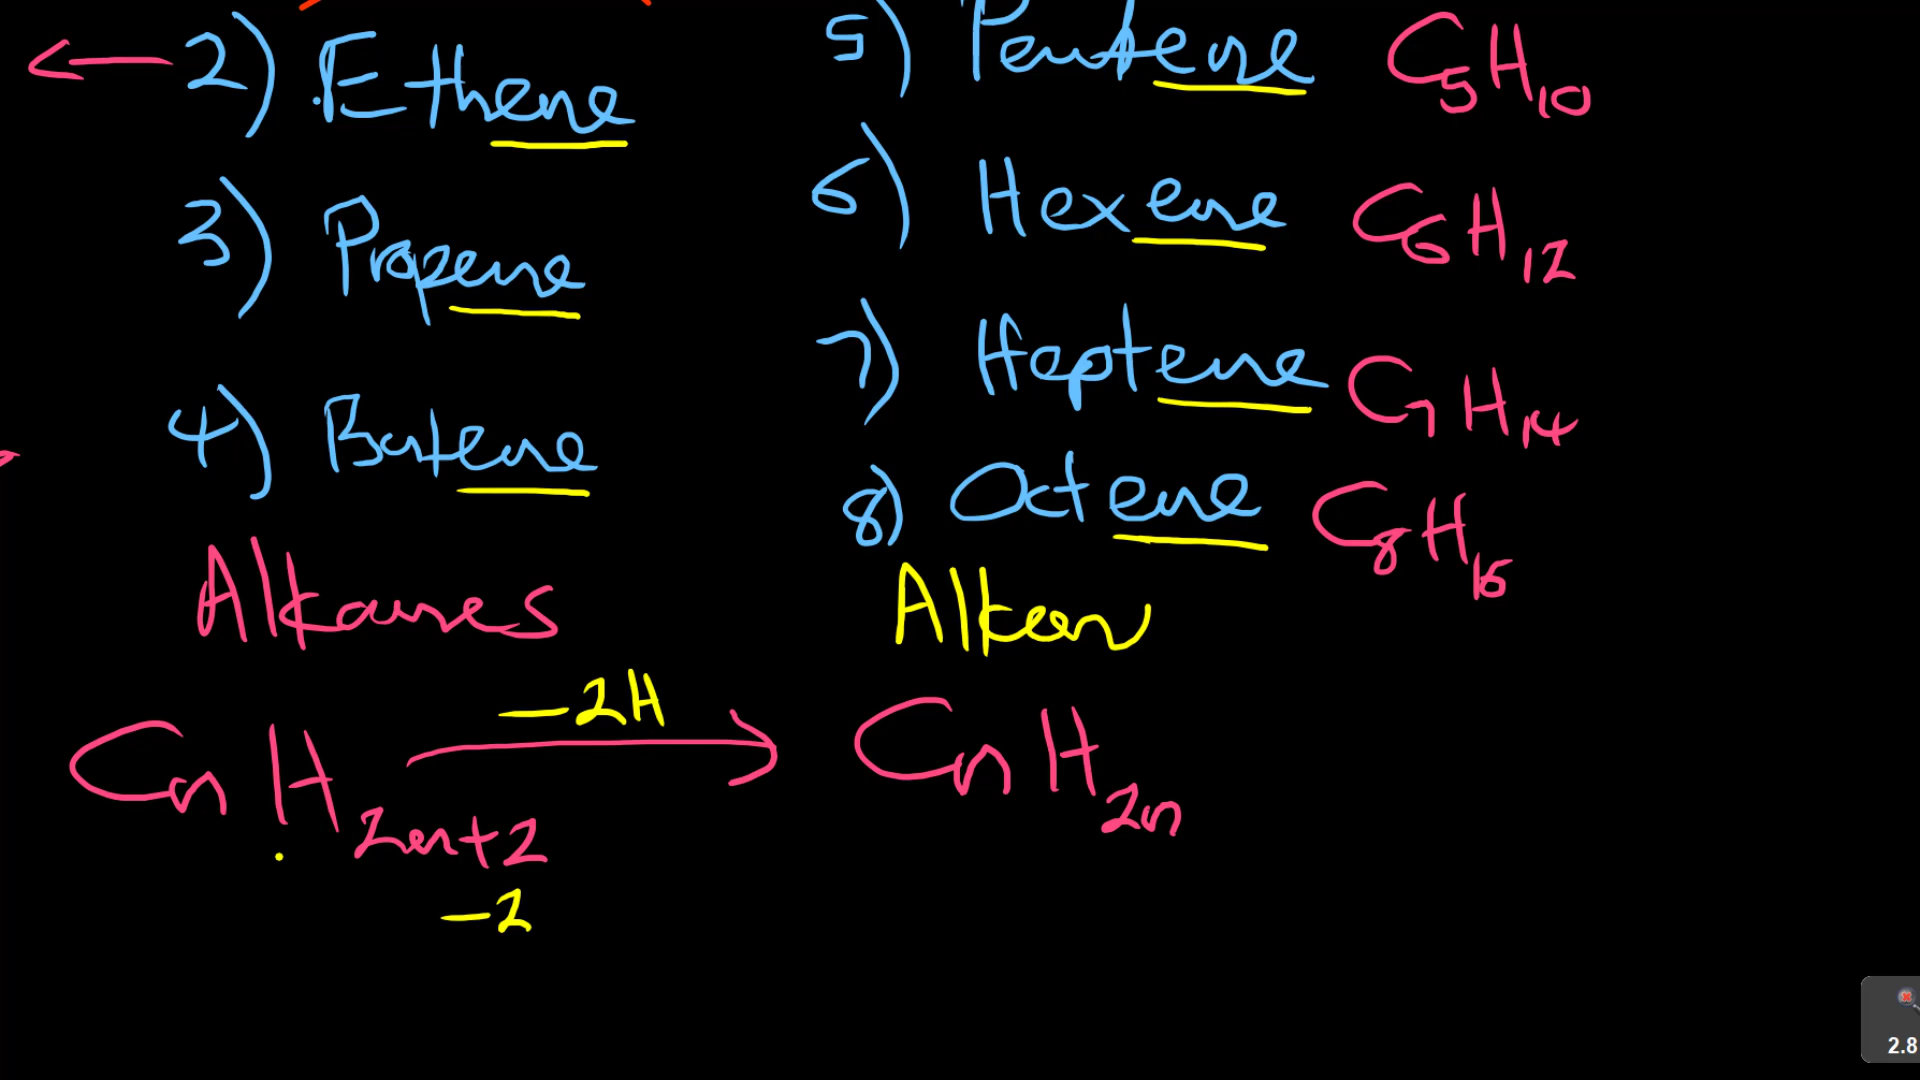 2) Ethene
3) Propene
4) Butene
5) Pentene C5H10
6) Hexene C6H12
7) Heptene C7H14
8) Octene C8H16
Alkanes
CnH2n+2
-2
-2H
Alken
CnH2n
2.8